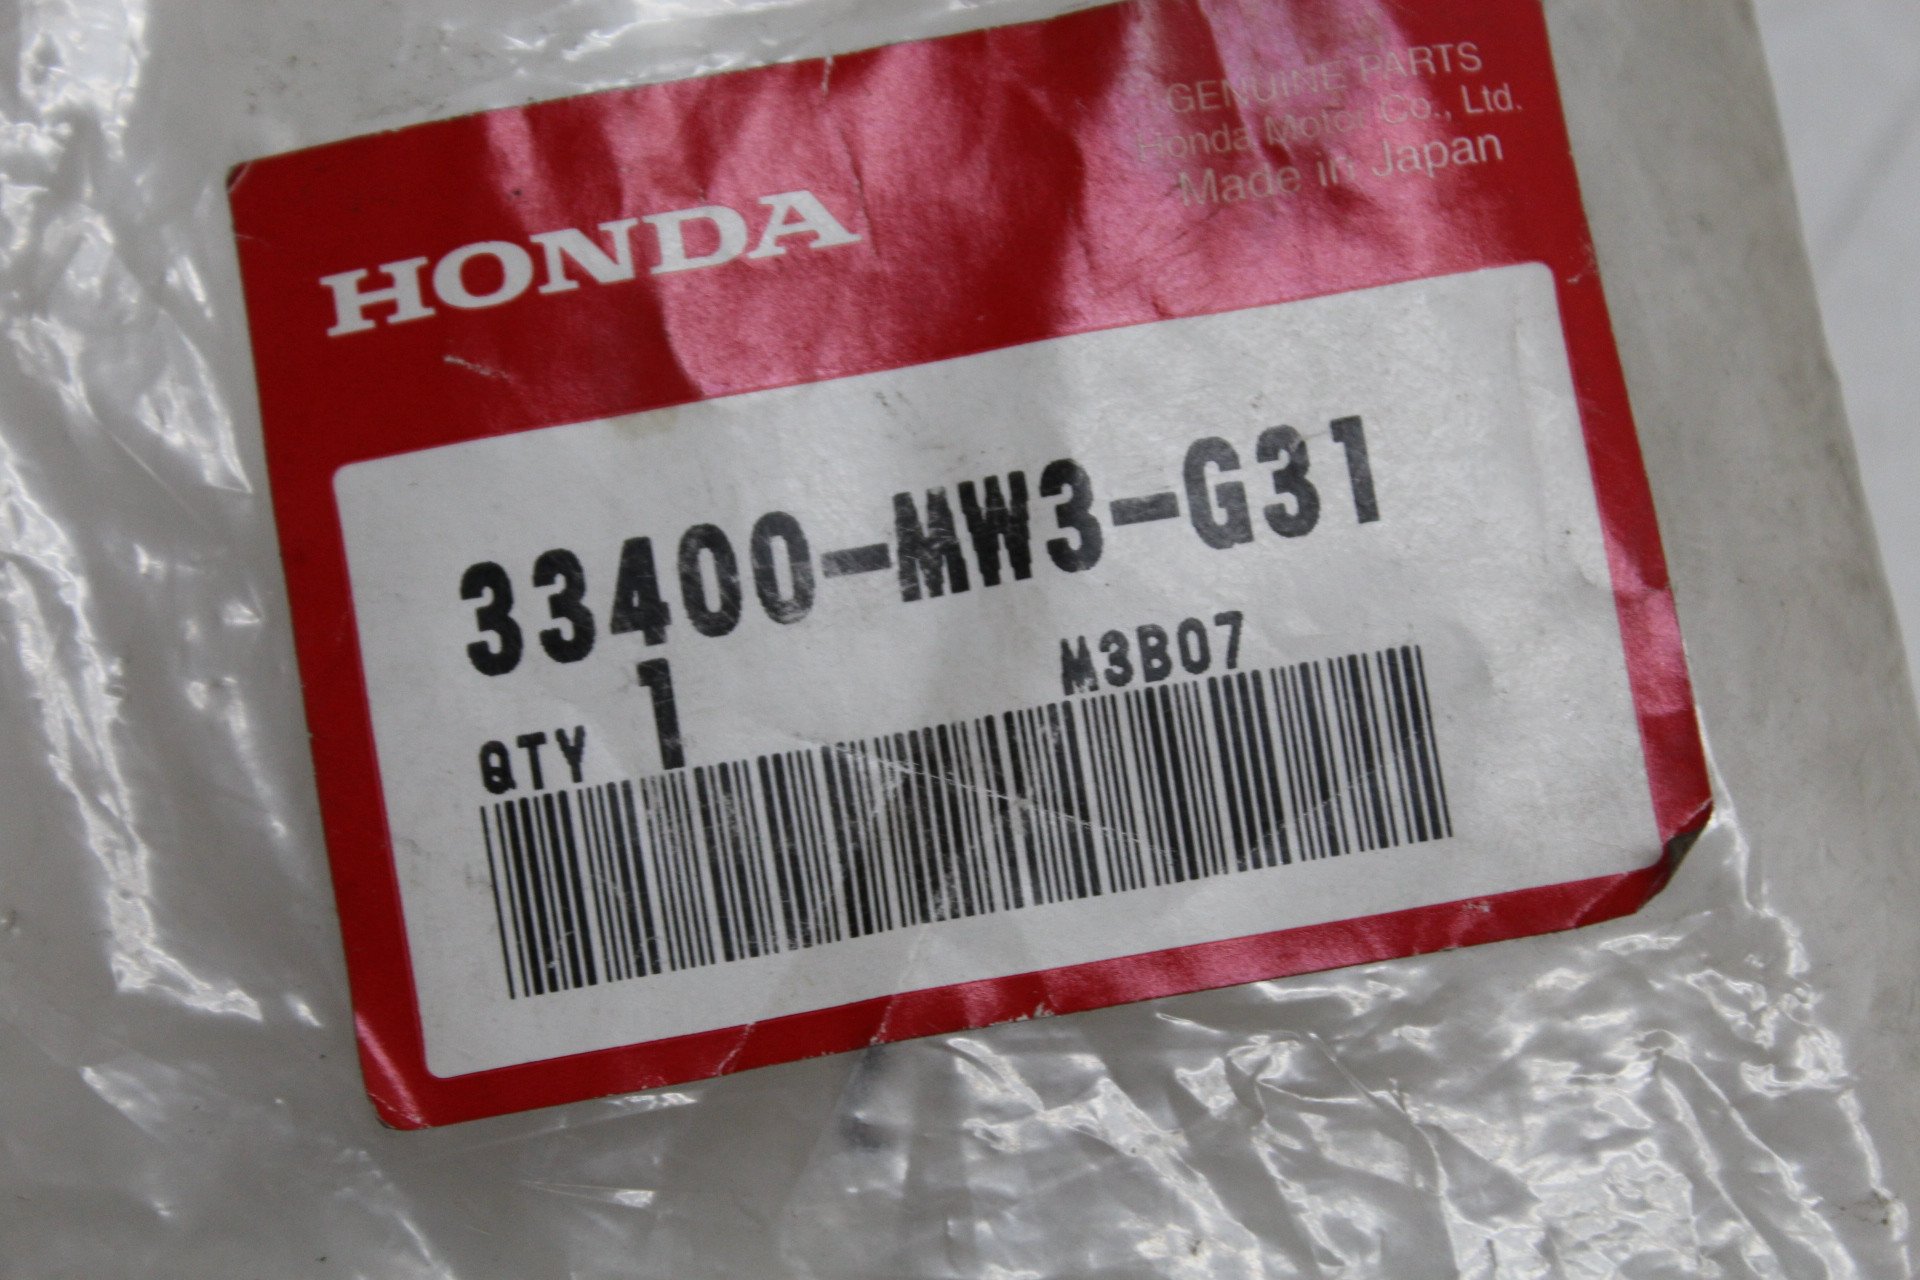 GENUINE PARTS
Honda Motor Co., Ltd.
Made in Japan
HONDA
33400-MW3-G31
QTY 1 M3B07